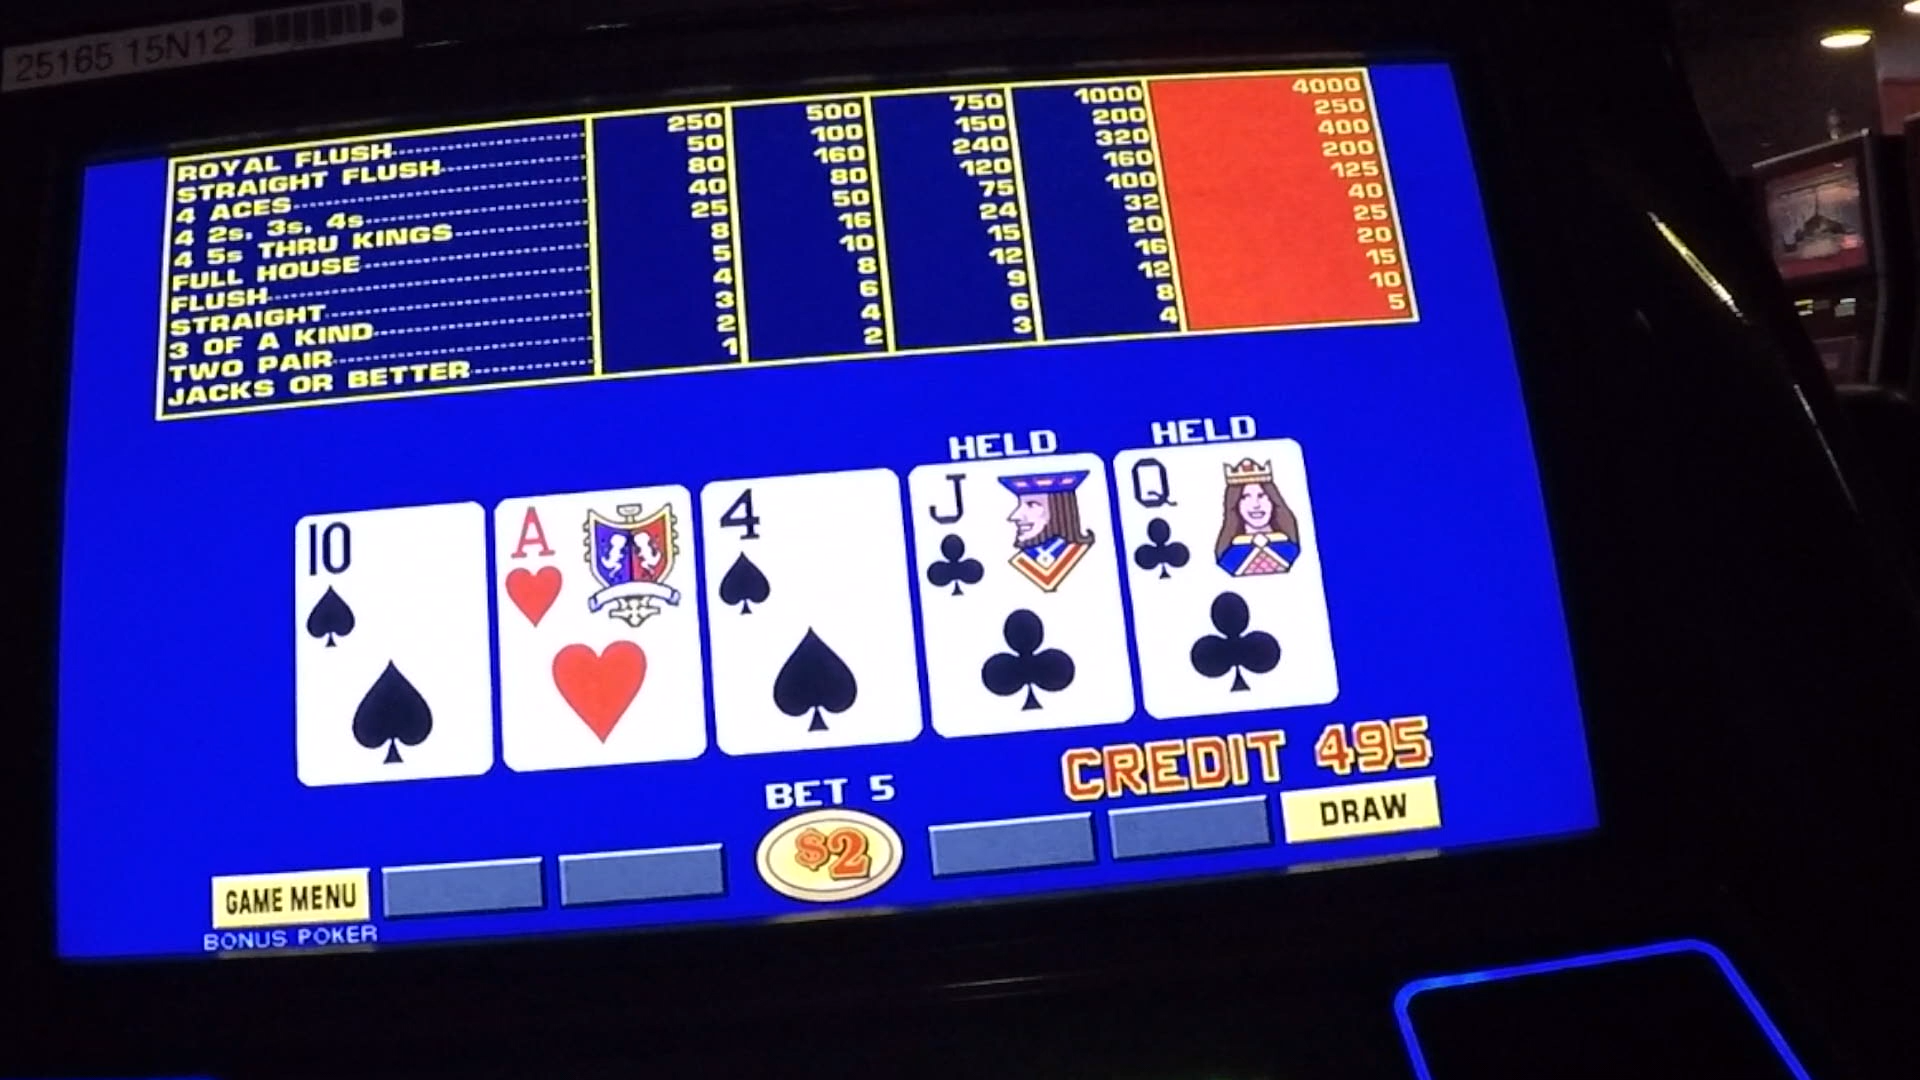 25165 15N12
ROYAL FLUSH 250 500 750 1000 4000
STRAIGHT FLUSH 50 100 150 200 250
4 ACES 80 160 240 320 400
4 2s, 3s, 4s 40 80 120 160 200
4 5s THRU KINGS 25 50 75 100 125
FULL HOUSE 8 16 24 32 40
FLUSH 5 10 15 20 25
STRAIGHT 4 8 12 16 20
3 OF A KIND 3 6 9 12 15
TWO PAIR 2 4 6 8 10
JACKS OR BETTER 1 2 3 4 5
HELD HELD
10 A 4 J Q
CREDIT 495
BET 5
$2
DRAW
GAME MENU
BONUS POKER